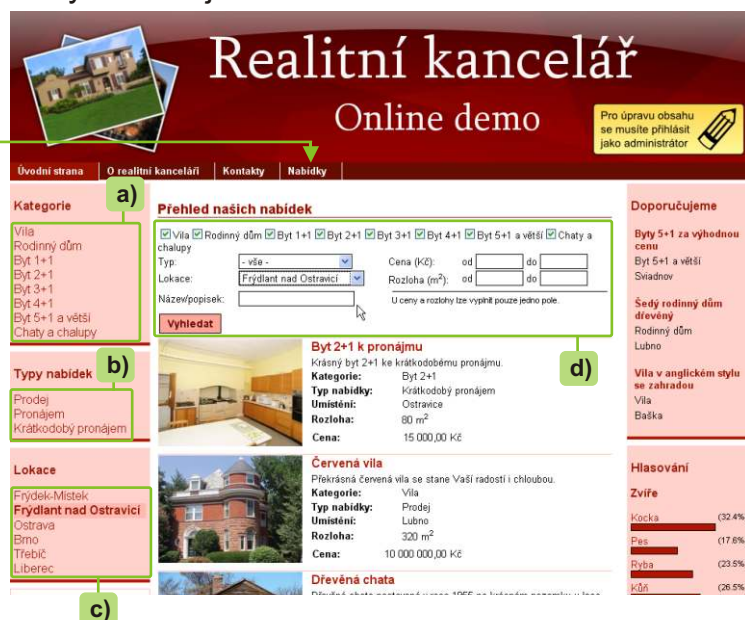 Realitní kancelář
Online demo
Pro úpravu obsahu
se musíte přihlásit
jako administrátor
Úvodní strana
O realitní kanceláři
Kontakty
Nabídky
a)
Kategorie
Vila
Rodinný dům
Byt 1+1
Byt 2+1
Byt 3+1
Byt 4+1
Byt 5+1 a větší
Chaty a chalupy
b)
Typy nabídek
Prodej
Pronájem
Krátkodobý pronájem
Lokace
Frýdek-Místek
Frýdlant nad Ostravicí
Ostrava
Brno
Třebíč
Liberec
c)
Přehled našich nabídek
Vila Rodinný dům Byt 1+1 Byt 2+1 Byt 3+1 Byt 4+1 Byt 5+1 a větší Chaty a
chalupy
Typ: - vše - Cena (Kč): od do
Lokace: Frýdlant nad Ostravicí Rozloha (m²): od do
Název/popisek: U ceny a rozlohy lze vyplnit pouze jedno pole.
Vyhledat
d)
Byt 2+1 k pronájmu
Krásný byt 2+1 ke krátkodobému pronájmu.
Kategorie: Byt 2+1
Typ nabídky: Krátkodobý pronájem
Umístění: Ostravice
Rozloha: 80 m²
Cena: 15 000,00 Kč
Červená vila
Překrásná červená vila se stane Vaší radostí i chloubou.
Kategorie: Vila
Typ nabídky: Prodej
Umístění: Lubno
Rozloha: 320 m²
Cena: 10 000 000,00 Kč
Dřevěná chata
Doporučujeme
Byty 5+1 za výhodnou
cenu
Byt 5+1 a větší
Sviadnov
Šedý rodinný dům
dřevěný
Rodinný dům
Lubno
Vila v anglickém stylu
se zahradou
Vila
Baška
Hlasování
Zvíře
Kočka (32.4%
Pes (17.6%
Ryba (23.5%
Kůň (26.5%